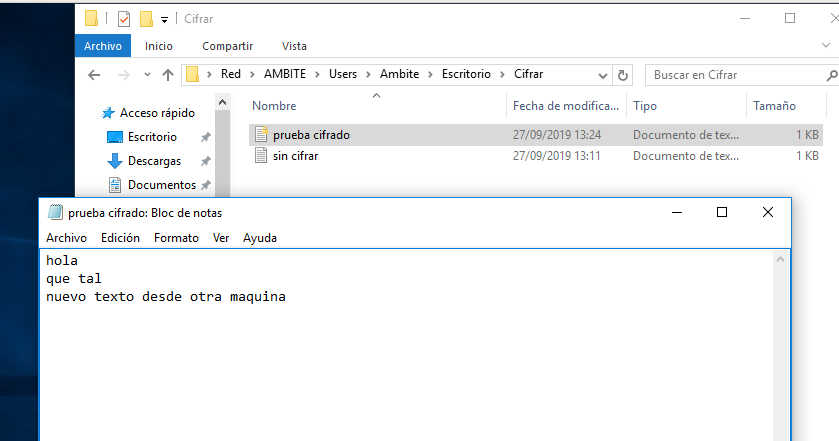 Cifrar
Archivo Inicio Compartir Vista
Red Ambite Users Ambite Escritorio Cifrar Buscar en Cifrar
Acceso rápido
Escritorio
Descargas
Documentos
Nombre Fecha de modifica... Tipo Tamaño
prueba cifrado 27/09/2019 13:24 Documento de tex... 1 KB
sin cifrar 27/09/2019 13:11 Documento de tex... 1 KB
prueba cifrado: Bloc de notas
Archivo Edición Formato Ver Ayuda
hola
que tal
nuevo texto desde otra maquina